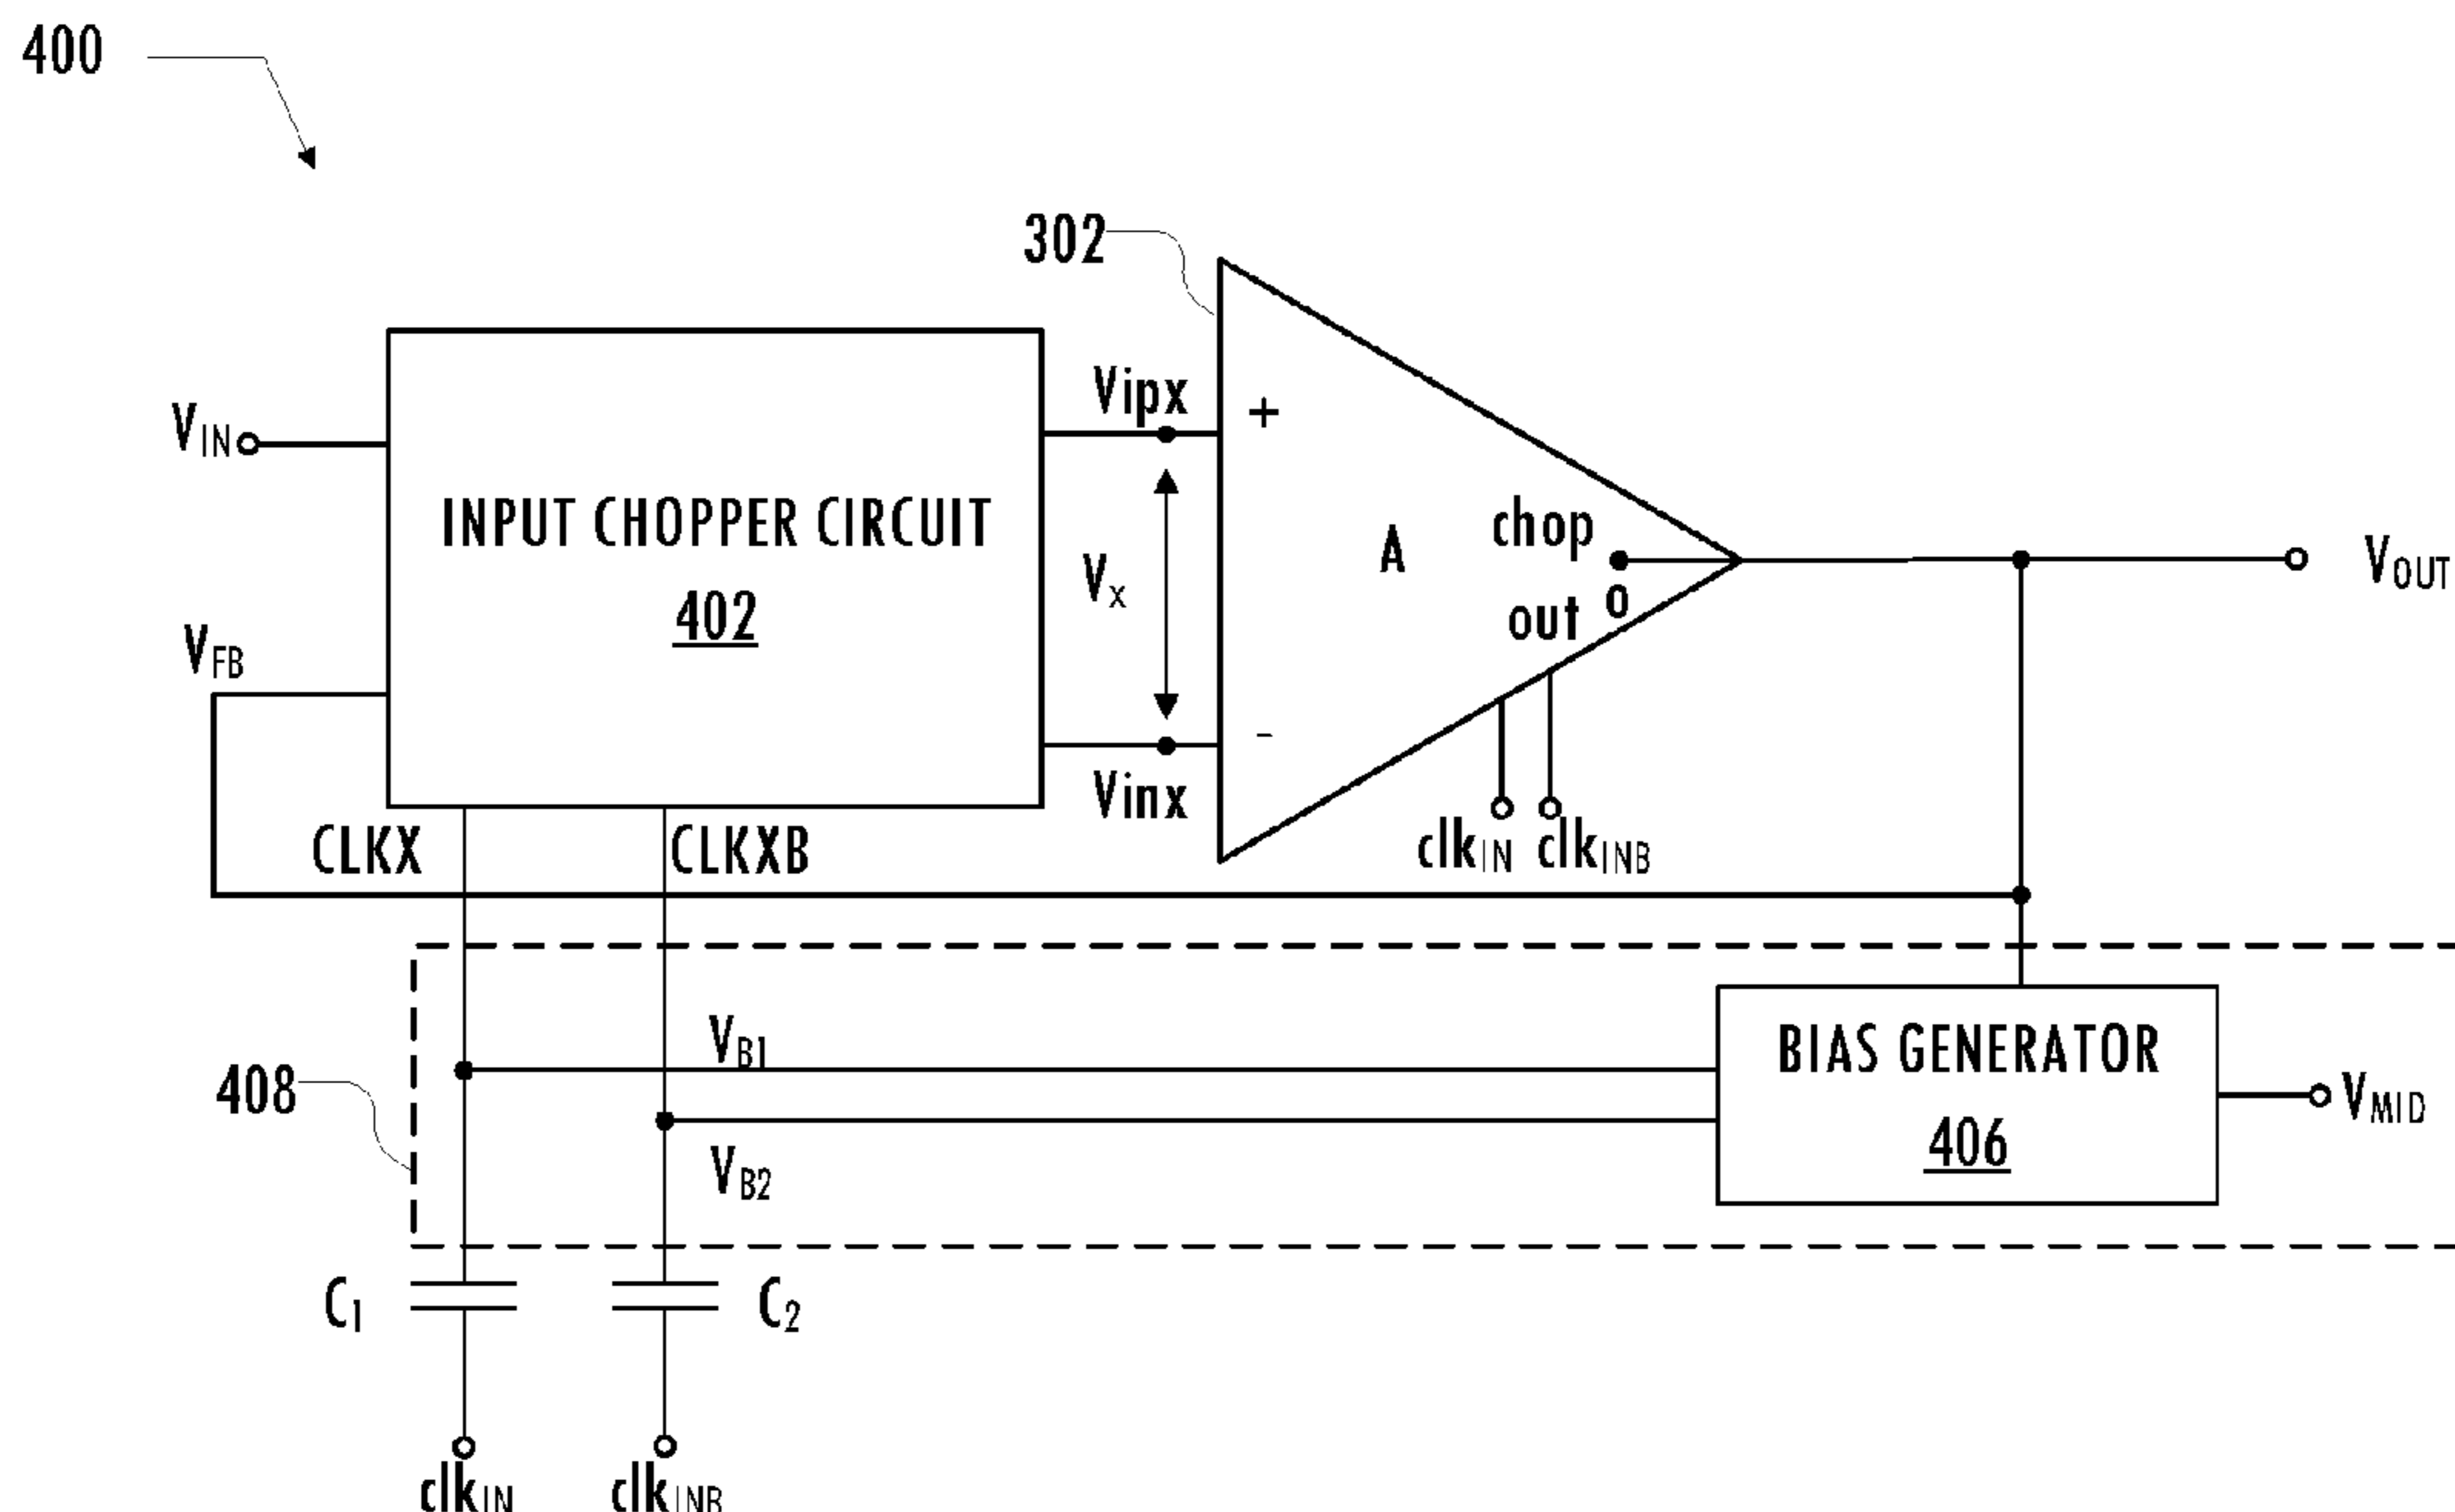 400
302
Vipx
+
VIN
INPUT CHOPPER CIRCUIT
402
chop
A
out
Vx
VOUT
VFB
-
Vinx
CLKX
CLKXB
clkIN
clkINB
VB1
BIAS GENERATOR
406
408
VMID
VB2
C1
C2
clkIN
clkINB